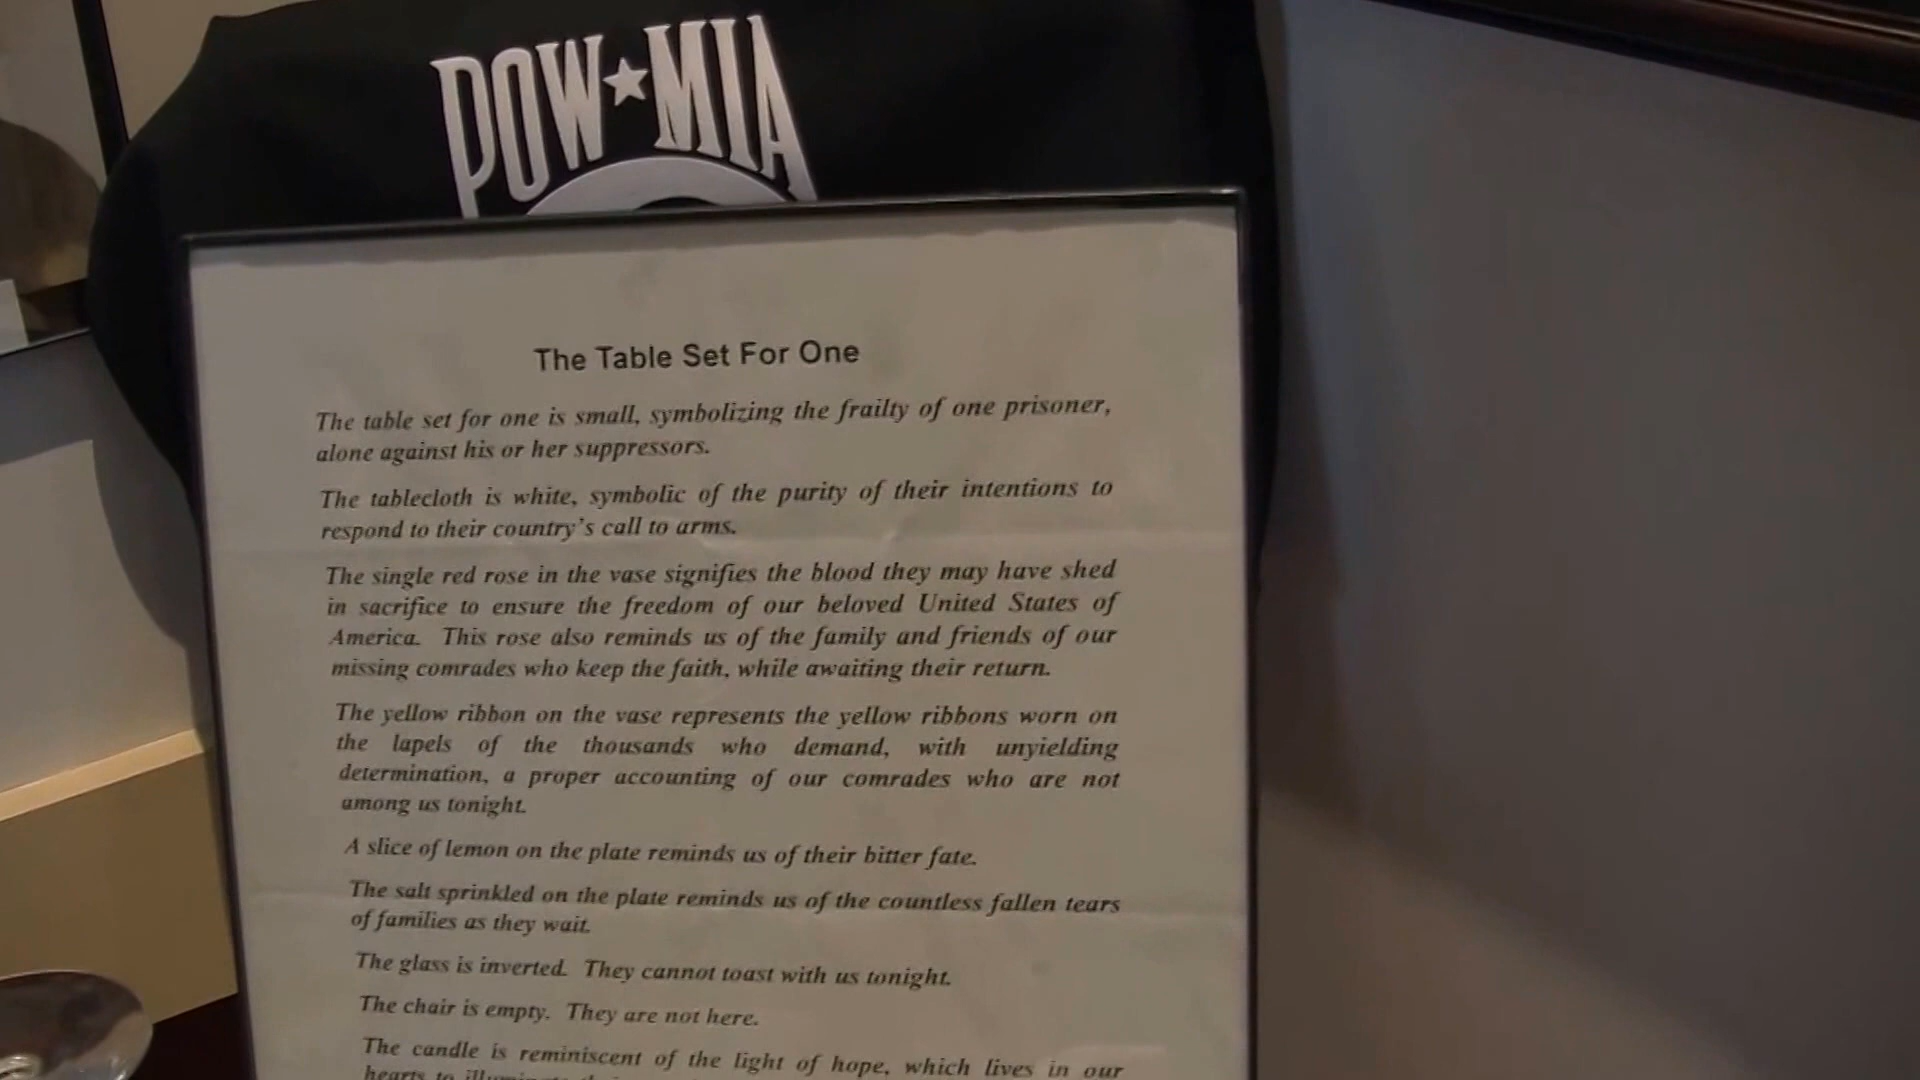 POW★MIA
The Table Set For One
The table set for one is small, symbolizing the frailty of one prisoner,
alone against his or her suppressors.
The tablecloth is white, symbolic of the purity of their intentions to
respond to their country's call to arms.
The single red rose in the vase signifies the blood they may have shed
in sacrifice to ensure the freedom of our beloved United States of
America. This rose also reminds us of the family and friends of our
missing comrades who keep the faith, while awaiting their return.
The yellow ribbon on the vase represents the yellow ribbons worn on
the lapels of the thousands who demand, with unyielding
determination, a proper accounting of our comrades who are not
among us tonight.
A slice of lemon on the plate reminds us of their bitter fate.
The salt sprinkled on the plate reminds us of the countless fallen tears
of families as they wait.
The glass is inverted. They cannot toast with us tonight.
The chair is empty. They are not here.
The candle is reminiscent of the light of hope, which lives in our
hearts to